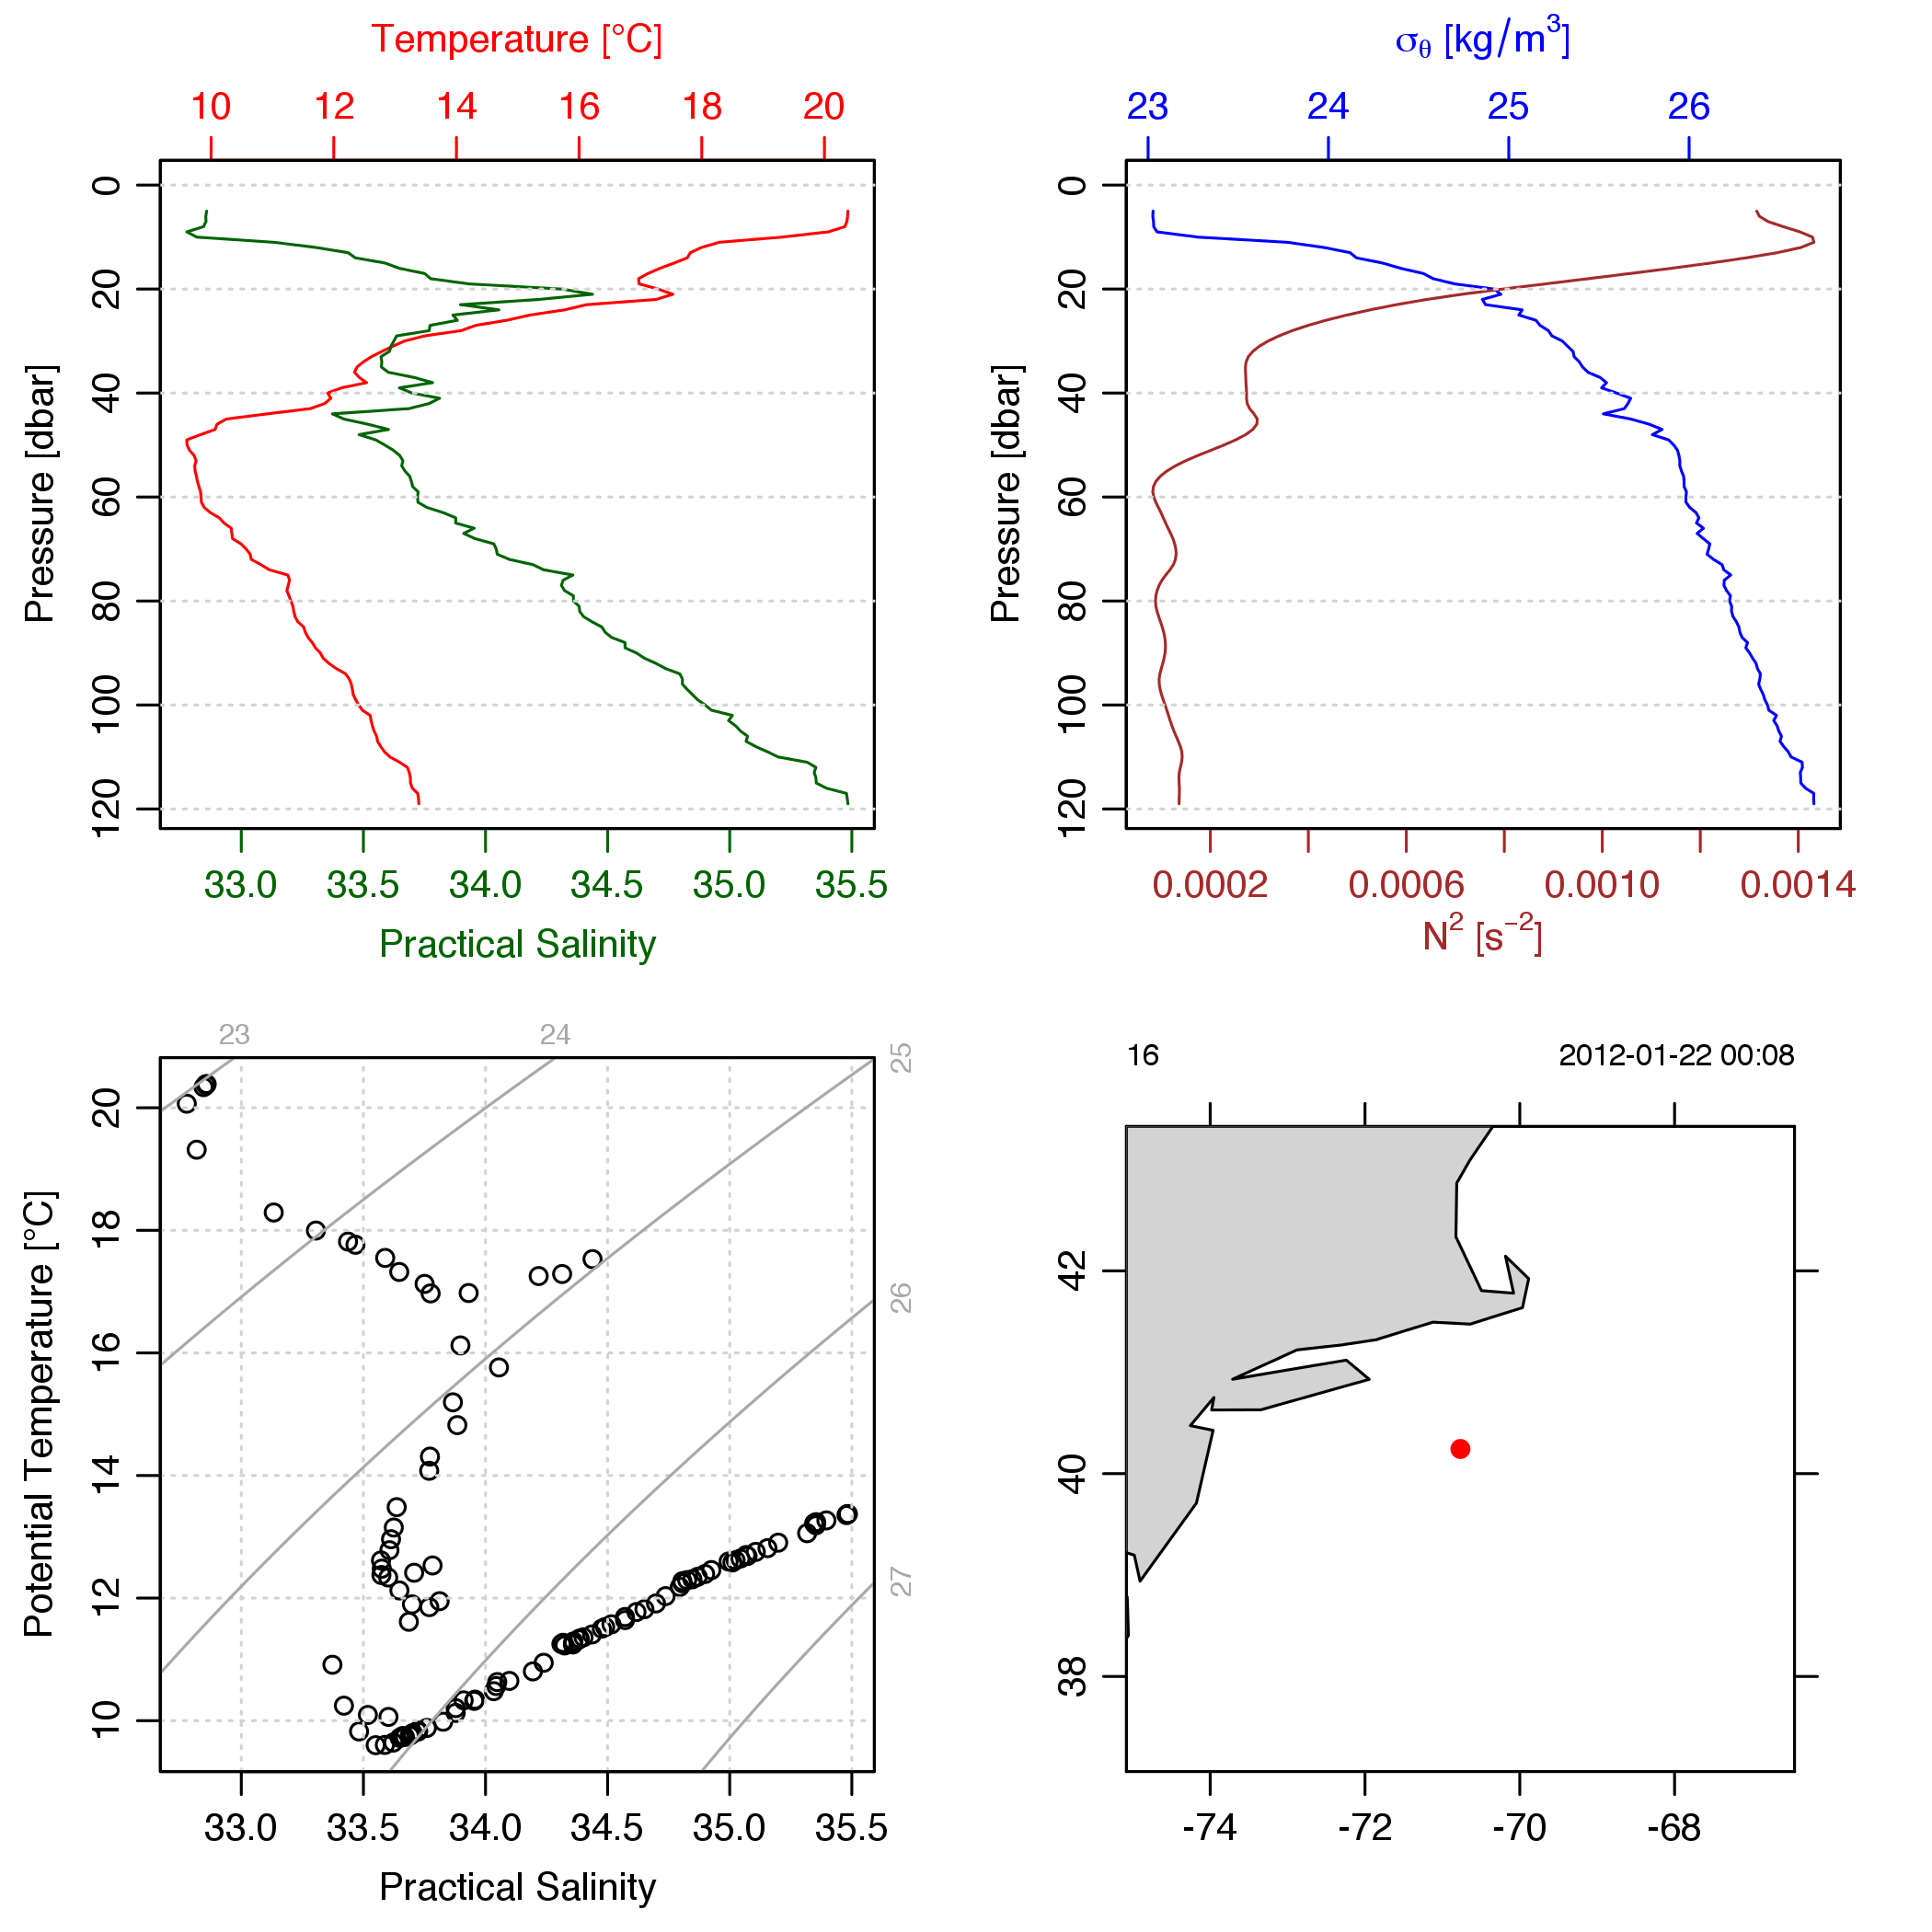 Temperature [°C]
10 12 14 16 18 20
Pressure [dbar]
0 20 40 60 80 100 120
33.0 33.5 34.0 34.5 35.0 35.5
Practical Salinity
σθ [kg/m³]
23 24 25 26
Pressure [dbar]
0 20 40 60 80 100 120
0.0002 0.0006 0.0010 0.0014
N² [s⁻²]
23 24 25 26 27
Potential Temperature [°C]
20 18 16 14 12 10
33.0 33.5 34.0 34.5 35.0 35.5
Practical Salinity
16 2012-01-22 00:08
42 40 38
-74 -72 -70 -68